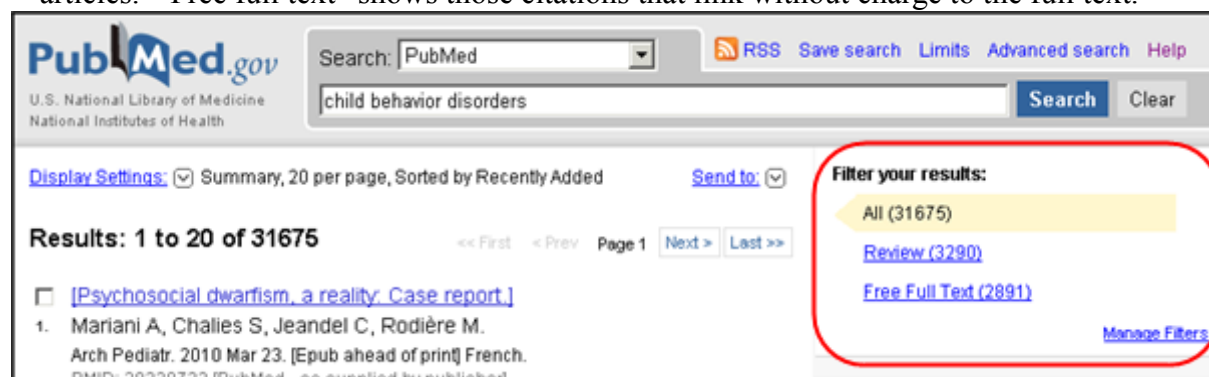 articles. "Free full text" shows those citations that link without charge to the full text.
PubMed.gov
U.S. National Library of Medicine
National Institutes of Health
Search: PubMed
RSS Save search Limits Advanced search Help
child behavior disorders
Search Clear
Display Settings: Summary, 20 per page, Sorted by Recently Added Send to:
Results: 1 to 20 of 31675
<< First < Prev Page 1 Next > Last >>
[Psychosocial dwarfism, a reality: Case report.]
1. Mariani A, Chalies S, Jeandel C, Rodière M.
Arch Pediatr. 2010 Mar 23. [Epub ahead of print] French.
Filter your results:
All (31675)
Review (3290)
Free Full Text (2891)
Manage Filters